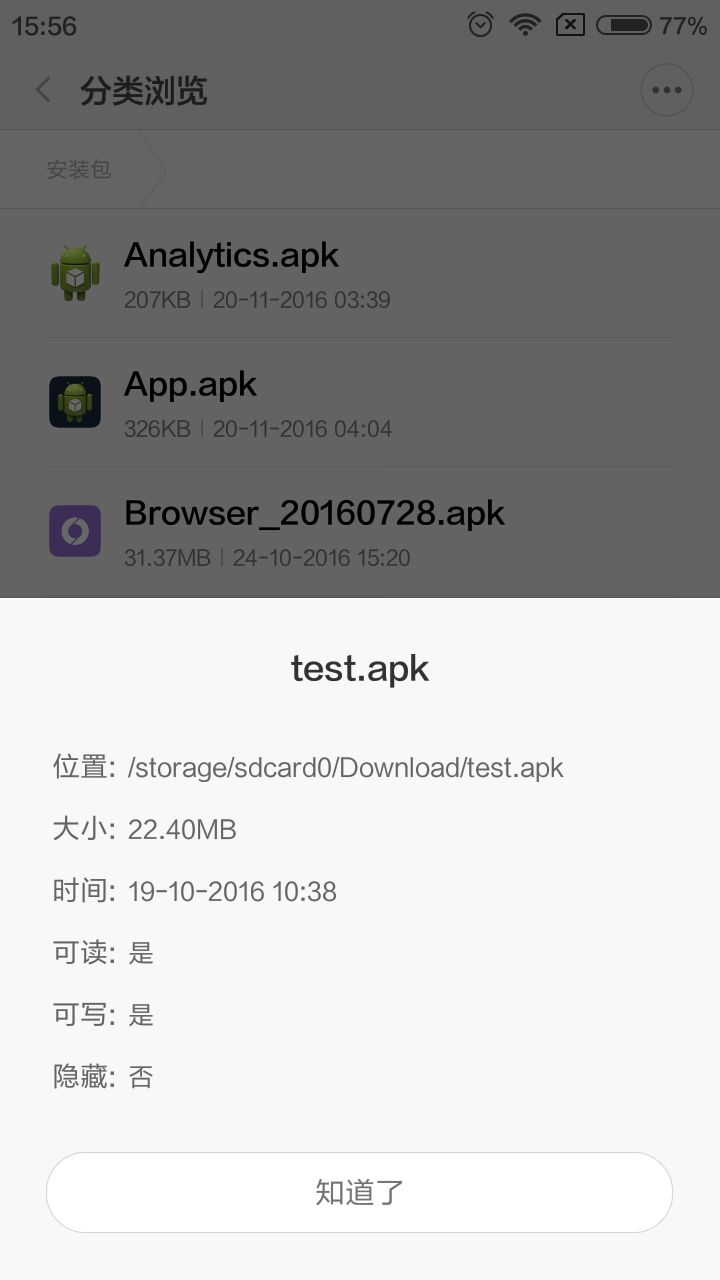 15:56 77%
分类浏览
安装包
Analytics.apk
207KB | 20-11-2016 03:39
App.apk
326KB | 20-11-2016 04:04
Browser_20160728.apk
31.37MB | 24-10-2016 15:20
test.apk
位置: /storage/sdcard0/Download/test.apk
大小: 22.40MB
时间: 19-10-2016 10:38
可读: 是
可写: 是
隐藏: 否
知道了